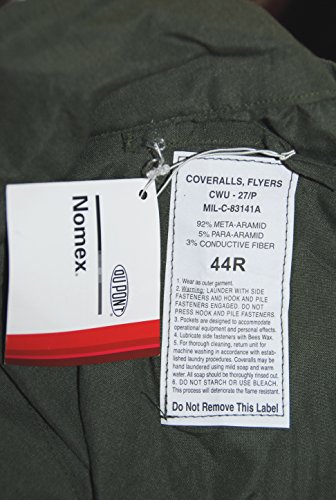 COVERALLS, FLYERS
CWU - 27/P
MIL-C-83141A
92% META-ARAMID
5% PARA-ARAMID
3% CONDUCTIVE FIBER
44R
1. Wear as outer garment.
2. Warning: LAUNDER WITH SIDE
FASTENERS AND HOOK AND PILE
FASTENERS ENGAGED. DO NOT
PRESS HOOK AND PILE FASTENERS
3. Pockets are designed to accommodate
operational equipment and personal effects.
4. Lubricate side fasteners with Bees Wax.
5. For thorough cleaning, return unit for
machine washing in accordance with estab-
lished laundry procedures. Coveralls may be
hand laundered using mild soap and warm
water. All soap should be thoroughly rinsed out.
6. DO NOT STARCH OR USE BLEACH.
This process will deteriorate the flame resistant.
Do Not Remove This Label
Nomex.
DUPONT